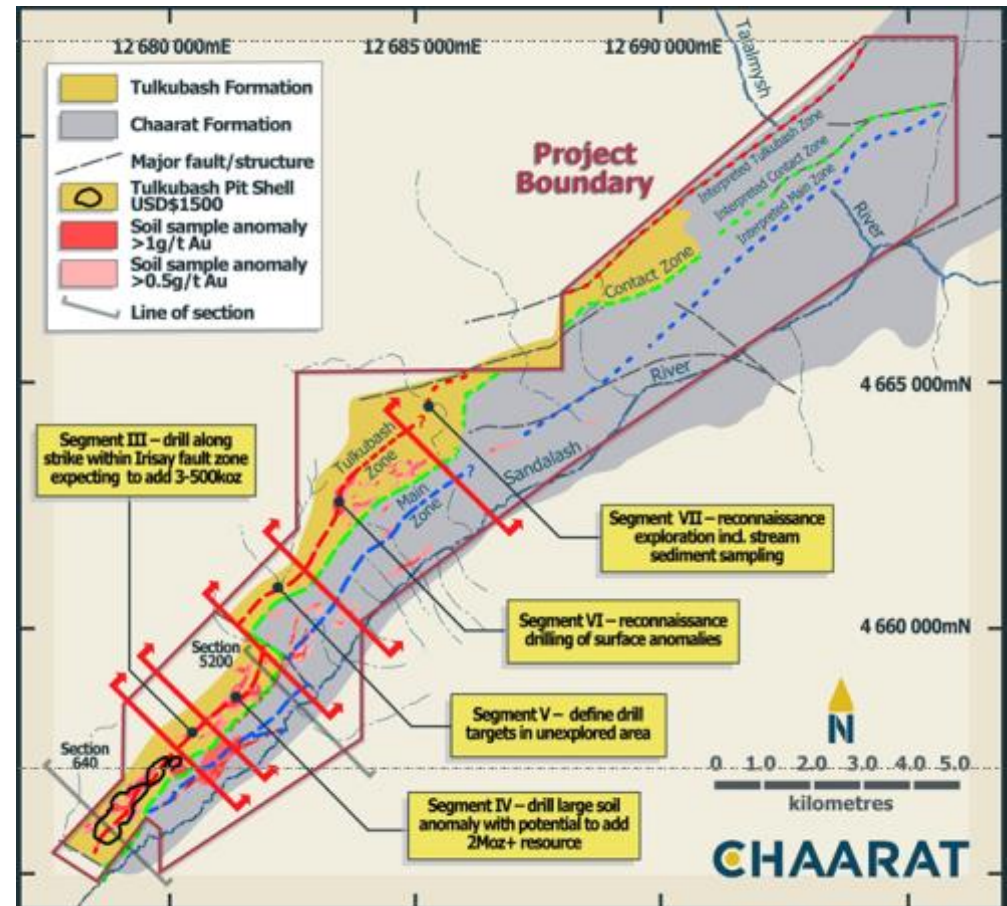 12 680 000mE
12 685 000mE
12 690 000mE
Tulkubash Formation
Chaarat Formation
Major fault/structure
Tulkubash Pit Shell
USD$1500
Soil sample anomaly
>1g/t Au
Soil sample anomaly
>0.5g/t Au
Line of section
Project
Boundary
Interpreted Tulkubash Zone
Interpreted Contact Zone
Interpreted Main Zone
River
Contact Zone
River
Sandalash
4 665 000mN
Tulkubash
Zone
?
Main
Zone
?
Segment III – drill along
strike within Irisay fault zone
expecting to add 3-500koz
Segment VII – reconnaissance
exploration incl. stream
sediment sampling
Segment VI – reconnaissance
drilling of surface anomalies
4 660 000mN
Section
5200
Segment V – define drill
targets in unexplored area
Section
640
Segment IV – drill large soil
anomaly with potential to add
2Moz+ resource
N
0 1.0 2.0 3.0 4.0 5.0
kilometres
CHAARAT